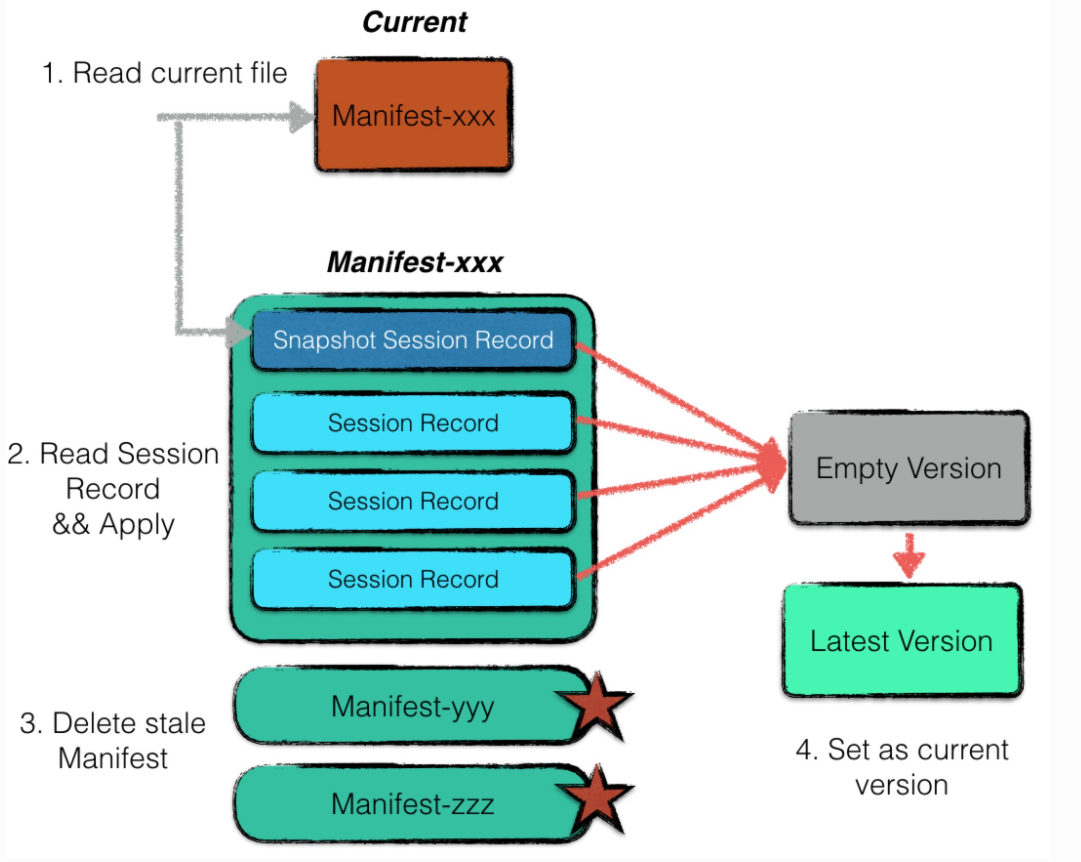 Current
1. Read current file
Manifest-xxx
Manifest-xxx
Snapshot Session Record
Session Record
Session Record
Session Record
2. Read Session
Record
&& Apply
Empty Version
Latest Version
3. Delete stale
Manifest
Manifest-yyy
Manifest-zzz
4. Set as current
version